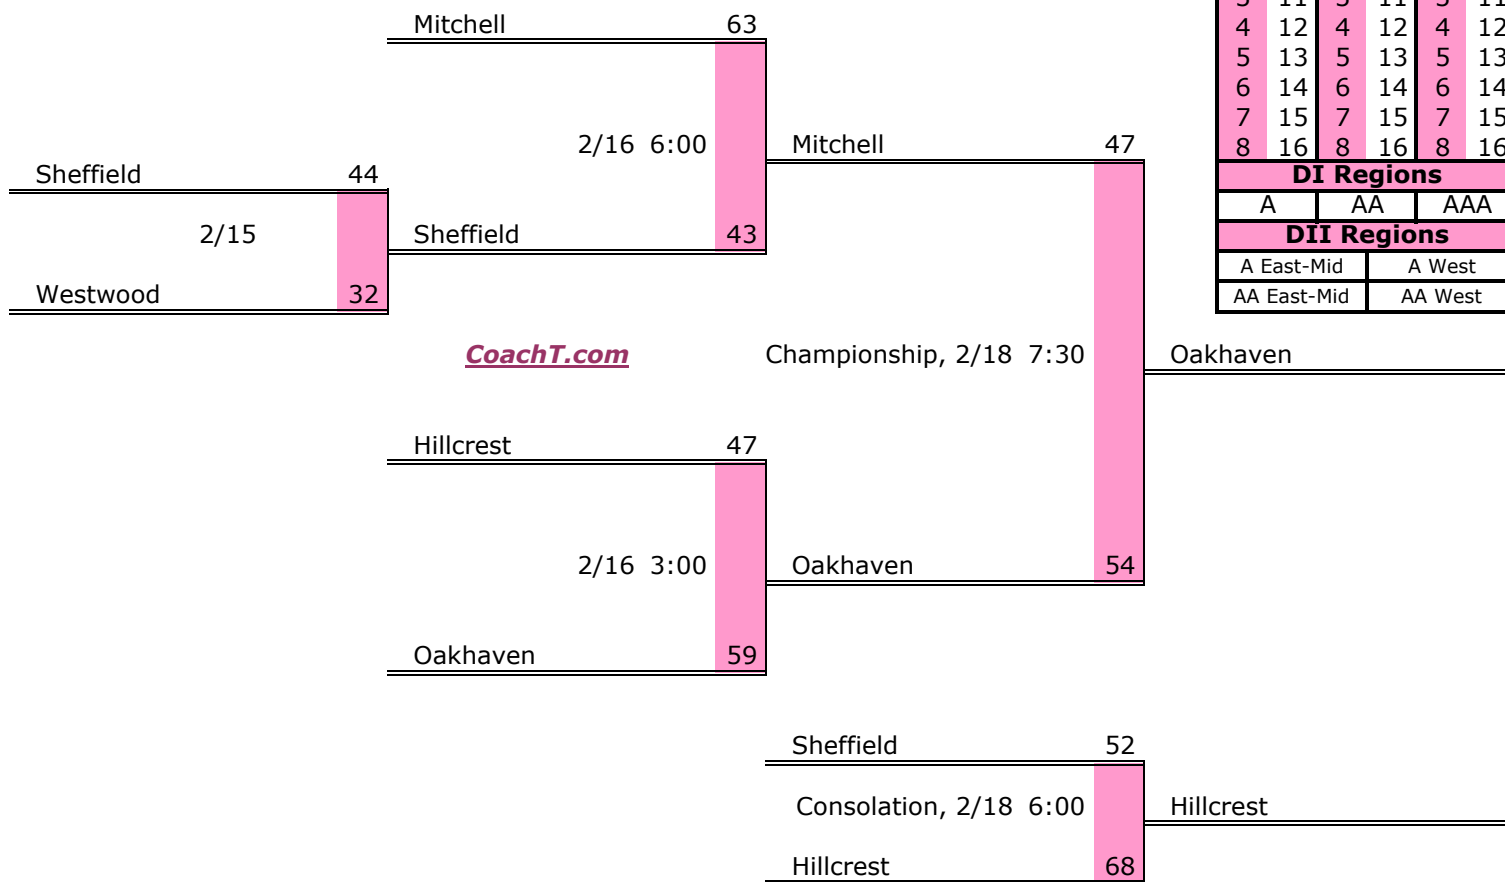 Mitchell 63
4 12 4 12 4 12
5 13 5 13 5 13
6 14 6 14 6 14
2/16 6:00 Mitchell 47
7 15 7 15 7 15
8 16 8 16 8 16
Sheffield 44
DI Regions
A AA AAA
2/15 Sheffield 43
DII Regions
A East-Mid A West
Westwood 32
AA East-Mid AA West
CoachT.com Championship, 2/18 7:30 Oakhaven
Hillcrest 47
2/16 3:00 Oakhaven 54
Oakhaven 59
Sheffield 52
Consolation, 2/18 6:00 Hillcrest
Hillcrest 68